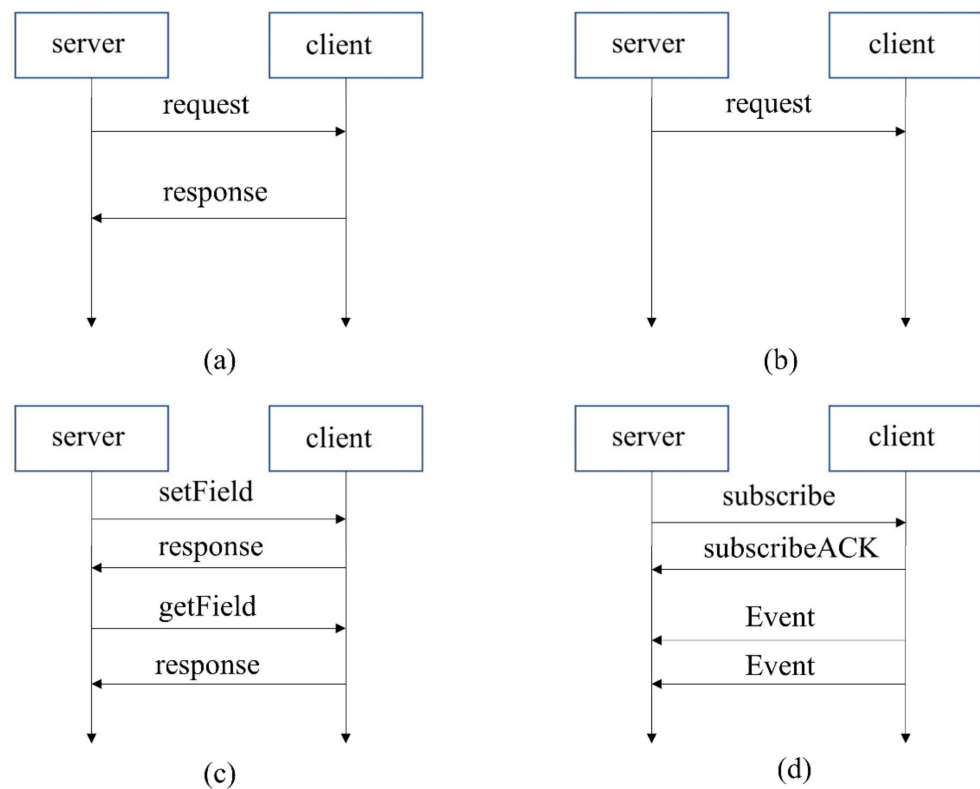 server
client
request
response
(a)
server
client
request
(b)
server
client
setField
response
getField
response
(c)
server
client
subscribe
subscribeACK
Event
Event
(d)